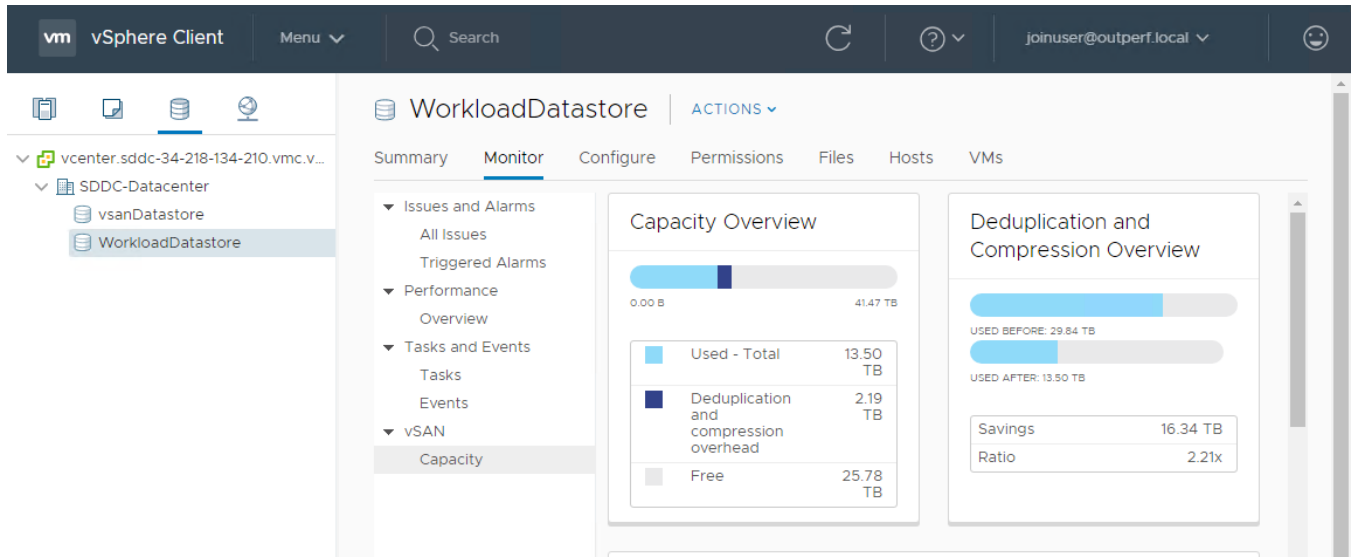 vm vSphere Client Menu Search joinuser@outperf.local
WorkloadDatastore ACTIONS
vcenter.sddc-34-218-134-210.vmc.v...
SDDC-Datacenter
vsanDatastore
WorkloadDatastore
Summary Monitor Configure Permissions Files Hosts VMs
Issues and Alarms
All Issues
Triggered Alarms
Performance
Overview
Tasks and Events
Tasks
Events
vSAN
Capacity
Capacity Overview
0.00 B 41.47 TB
Used - Total 13.50
TB
Deduplication 2.19
and TB
compression
overhead
Free 25.78
TB
Deduplication and
Compression Overview
USED BEFORE: 29.84 TB
USED AFTER: 13.50 TB
Savings 16.34 TB
Ratio 2.21x